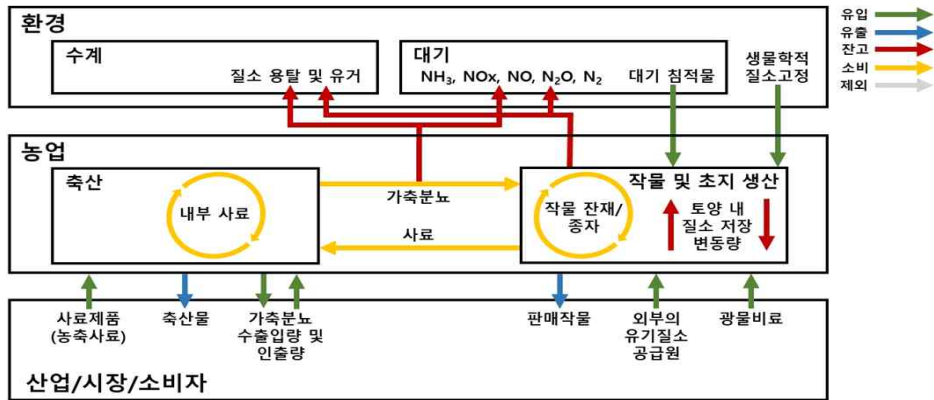 환경
수계
질소 용탈 및 유거
대기
NH₃, NOx, NO, N₂O, N₂
대기 침적물
생물학적
질소고정
유입
유출
잔고
소비
제외
농업
축산
내부 사료
가축분뇨
사료
작물 및 초지 생산
작물 잔재/
종자
토양 내
질소 저장
변동량
사료제품
(농축사료)
축산물
가축분뇨
수출입량 및
인출량
판매작물
외부의
유기질소
공급원
광물비료
산업/시장/소비자